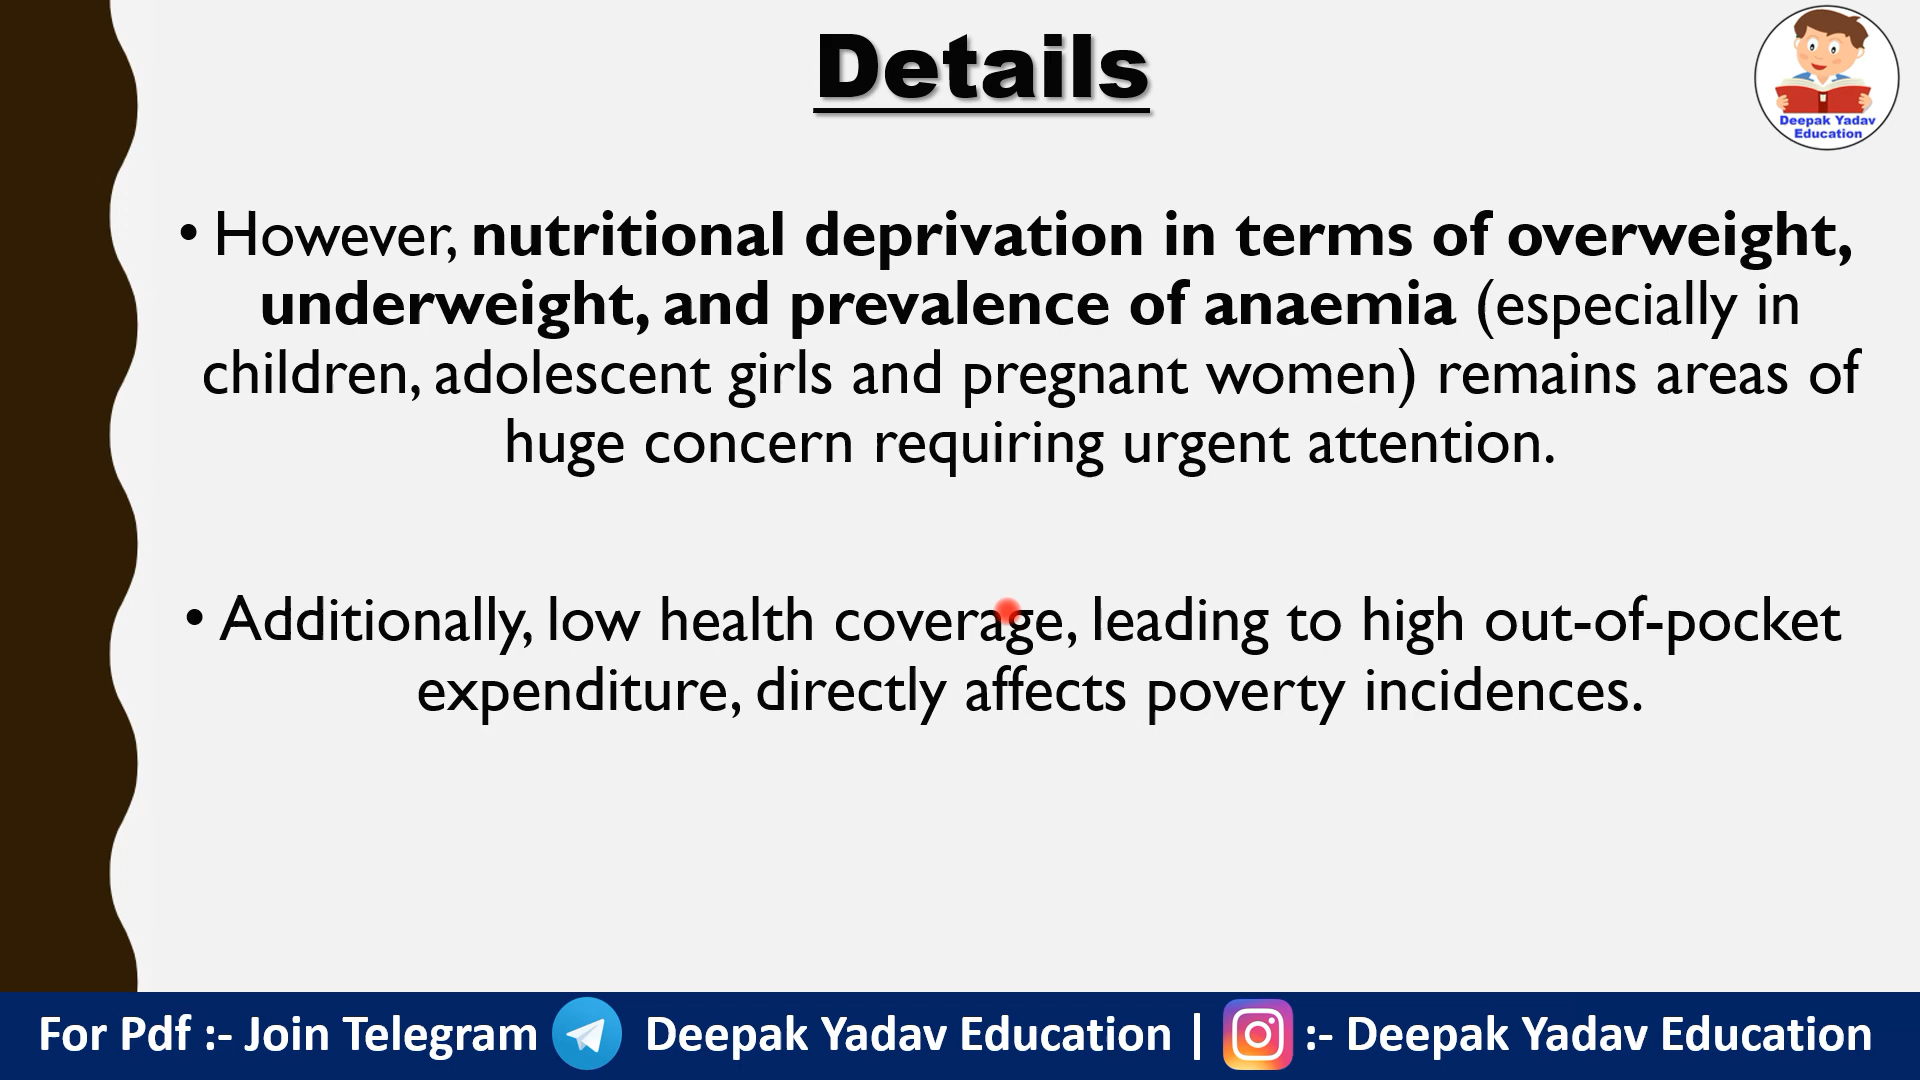 Details
Deepak Yadav
Education
• However, nutritional deprivation in terms of overweight,
underweight, and prevalence of anaemia (especially in
children, adolescent girls and pregnant women) remains areas of
huge concern requiring urgent attention.
• Additionally, low health coverage, leading to high out-of-pocket
expenditure, directly affects poverty incidences.
For Pdf :- Join Telegram Deepak Yadav Education | :- Deepak Yadav Education